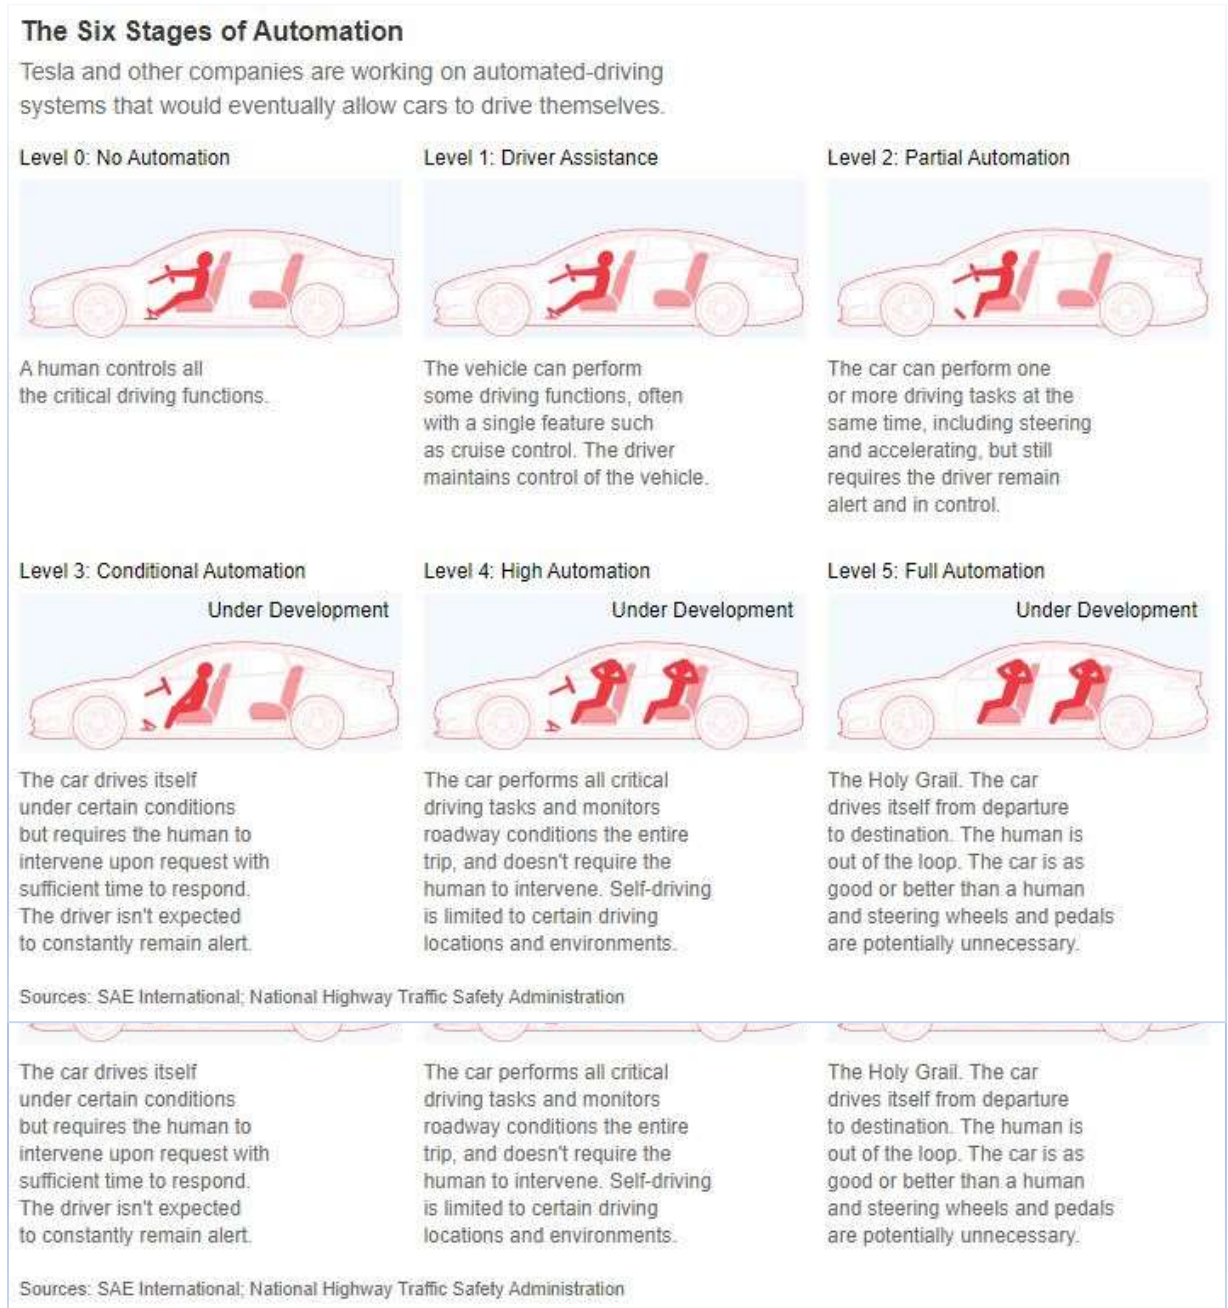 The Six Stages of Automation
Tesla and other companies are working on automated-driving
systems that would eventually allow cars to drive themselves.
Level 0: No Automation
A human controls all
the critical driving functions.
Level 1: Driver Assistance
The vehicle can perform
some driving functions, often
with a single feature such
as cruise control. The driver
maintains control of the vehicle.
Level 2: Partial Automation
The car can perform one
or more driving tasks at the
same time, including steering
and accelerating, but still
requires the driver remain
alert and in control.
Level 3: Conditional Automation
Under Development
The car drives itself
under certain conditions
but requires the human to
intervene upon request with
sufficient time to respond.
The driver isn't expected
to constantly remain alert.
Level 4: High Automation
Under Development
The car performs all critical
driving tasks and monitors
roadway conditions the entire
trip, and doesn't require the
human to intervene. Self-driving
is limited to certain driving
locations and environments.
Level 5: Full Automation
Under Development
The Holy Grail. The car
drives itself from departure
to destination. The human is
out of the loop. The car is as
good or better than a human
and steering wheels and pedals
are potentially unnecessary.
Sources: SAE International; National Highway Traffic Safety Administration
The car drives itself
under certain conditions
but requires the human to
intervene upon request with
sufficient time to respond.
The driver isn't expected
to constantly remain alert.
The car performs all critical
driving tasks and monitors
roadway conditions the entire
trip, and doesn't require the
human to intervene. Self-driving
is limited to certain driving
locations and environments.
The Holy Grail. The car
drives itself from departure
to destination. The human is
out of the loop. The car is as
good or better than a human
and steering wheels and pedals
are potentially unnecessary.
Sources: SAE International; National Highway Traffic Safety Administration